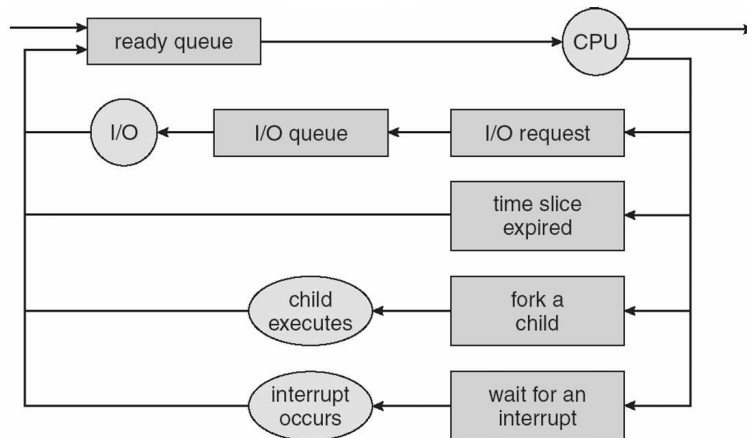 ready queue
CPU
I/O
I/O queue
I/O request
time slice
expired
child
executes
fork a
child
interrupt
occurs
wait for an
interrupt